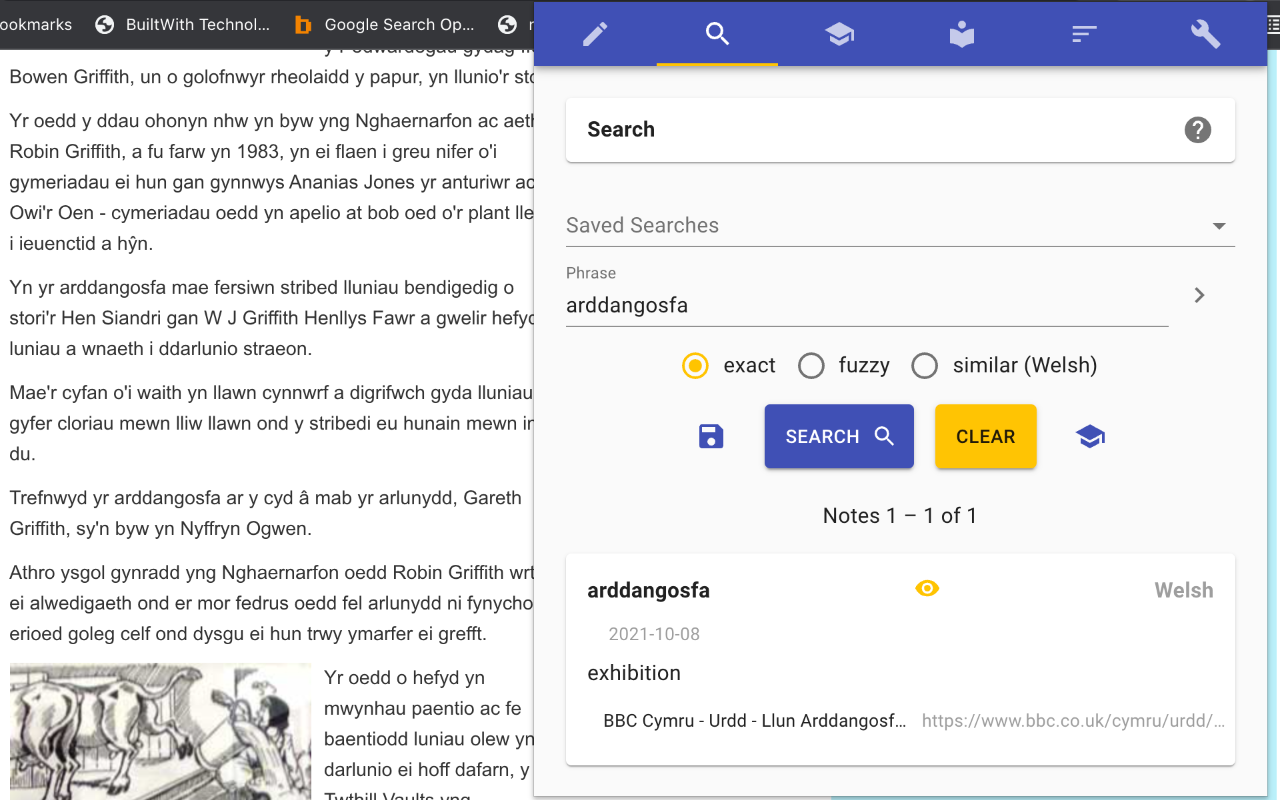 ookmarks
BuiltWith Technol...
Google Search Op...
Bowen Griffith, un o golofnwyr rheolaidd y papur, yn llunio'r
Yr oedd y ddau ohonyn nhw yn byw yng Nghaernarfon ac
Robin Griffith, a fu farw yn 1983, yn ei flaen i greu nifer o'i
gymeriadau ei hun gan gynnwys Ananias Jones yr anturiwr ac
Owi'r Oen - cymeriadau oedd yn apelio at bob oed o'r plant lle
i ieuenctid a hŷn.
Yn yr arddangosfa mae fersiwn stribed lluniau bendigedig o
stori'r Hen Siandri gan W J Griffith Henllys Fawr a gwelir
luniau a wnaeth i ddarlunio straeon.
Mae'r cyfan o'i waith yn llawn cynnwrf a digrifwch gyda lluniau
gyfer cloriau mewn lliw llawn ond y stribedi eu hunain mewn
du.
Trefnwyd yr arddangosfa ar y cyd â mab yr arlunydd, Gareth
Griffith, sy'n byw yn Nyffryn Ogwen.
Athro ysgol gynradd yng Nghaernarfon oedd Robin Griffith
ei alwedigaeth ond er mor fedrus oedd fel arlunydd ni fynycho
erioed goleg celf ond dysgu ei hun trwy ymarfer ei grefft.
Yr oedd o hefyd yn
mwynhau paentio ac fe
baentiodd luniau olew yn
darlunio ei hoff dafarn, y
Search
Saved Searches
Phrase
arddangosfa
exact fuzzy similar (Welsh)
SEARCH CLEAR
Notes 1 – 1 of 1
arddangosfa Welsh
2021-10-08
exhibition
BBC Cymru - Urdd - Llun Arddangosf... https://www.bbc.co.uk/cymru/urdd/...